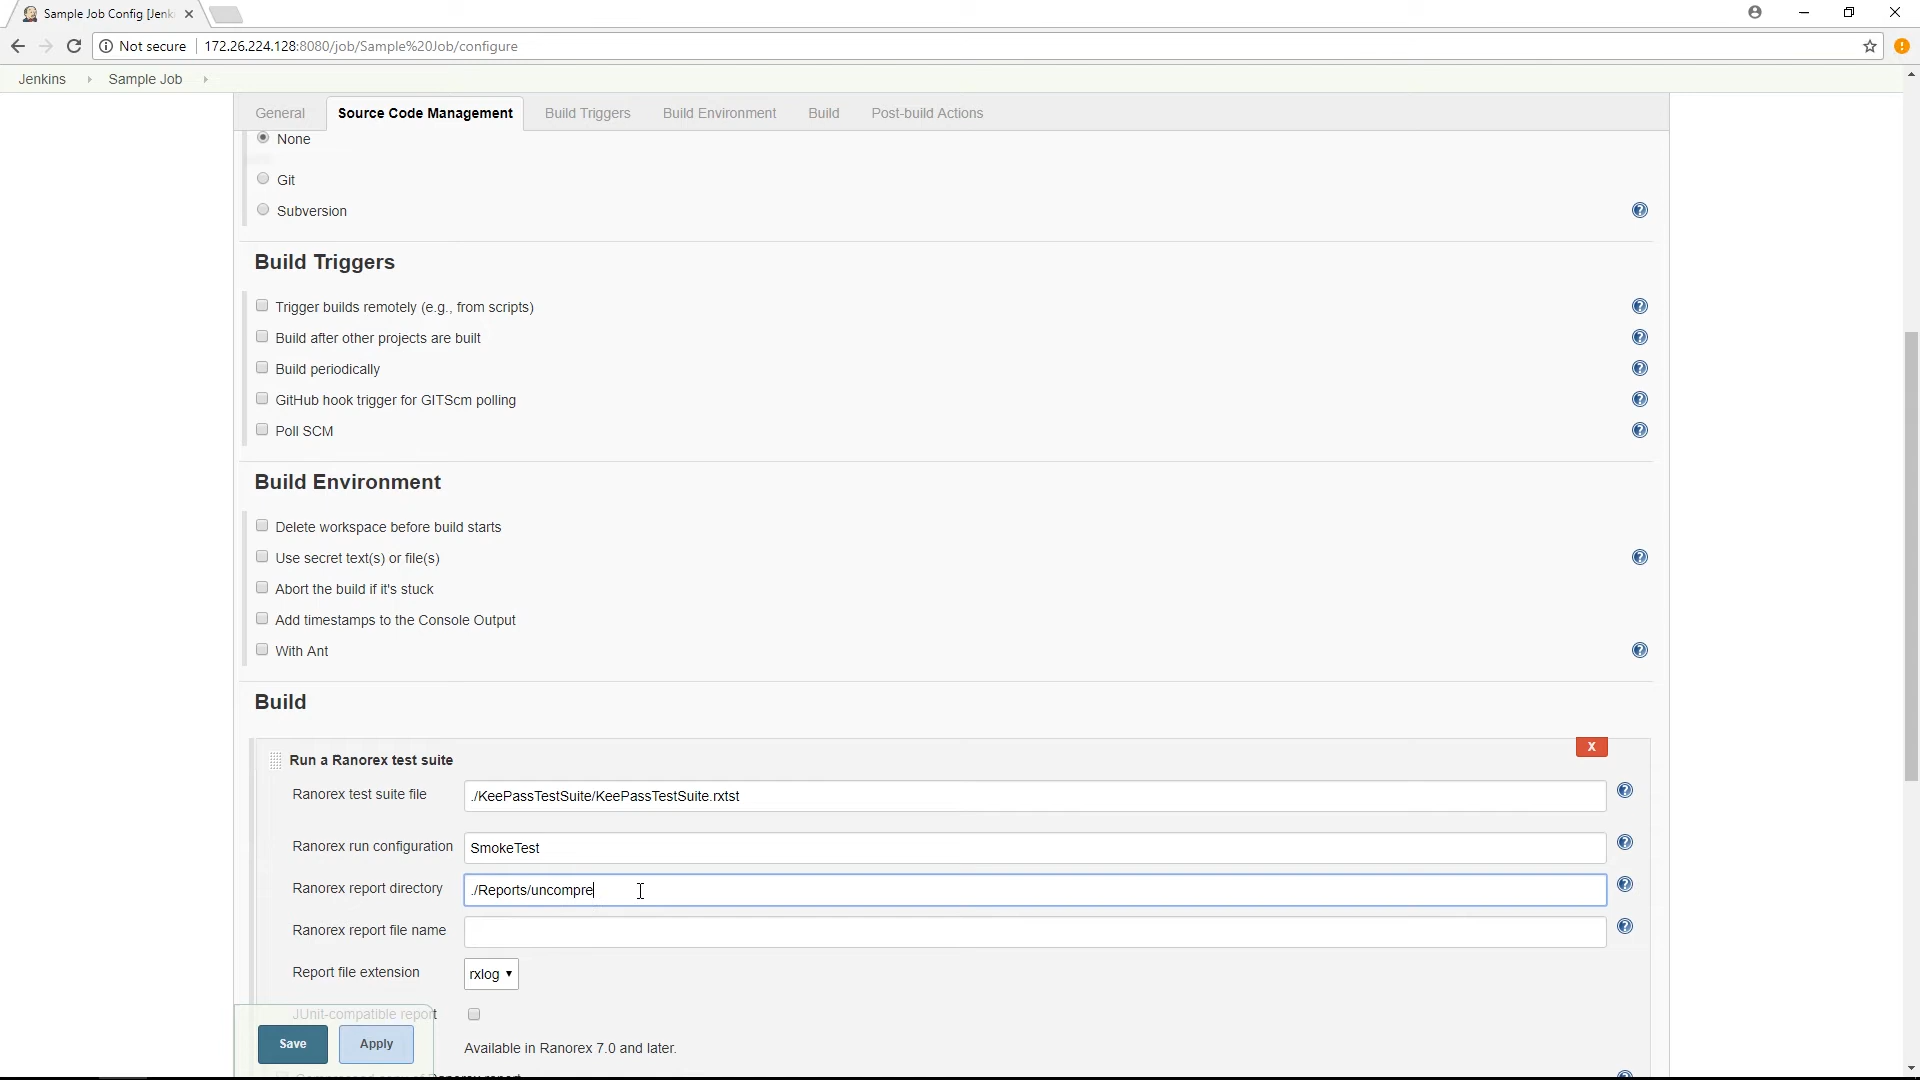 Sample Job Config [Jenk
Not secure
172.26.224.128:8080/job/Sample%20Job/configure
Jenkins
Sample Job
General
Source Code Management
Build Triggers
Build Environment
Build
Post-build Actions
None
Git
Subversion
Build Triggers
Trigger builds remotely (e.g., from scripts)
Build after other projects are built
Build periodically
GitHub hook trigger for GITScm polling
Poll SCM
Build Environment
Delete workspace before build starts
Use secret text(s) or file(s)
Abort the build if it's stuck
Add timestamps to the Console Output
With Ant
Build
X
Run a Ranorex test suite
Ranorex test suite file
./KeePassTestSuite/KeePassTestSuite.rxtst
Ranorex run configuration
SmokeTest
Ranorex report directory
./Reports/uncompre
Ranorex report file name
Report file extension
rxlog
JUnit-compatible report
Save
Apply
Available in Ranorex 7.0 and later.